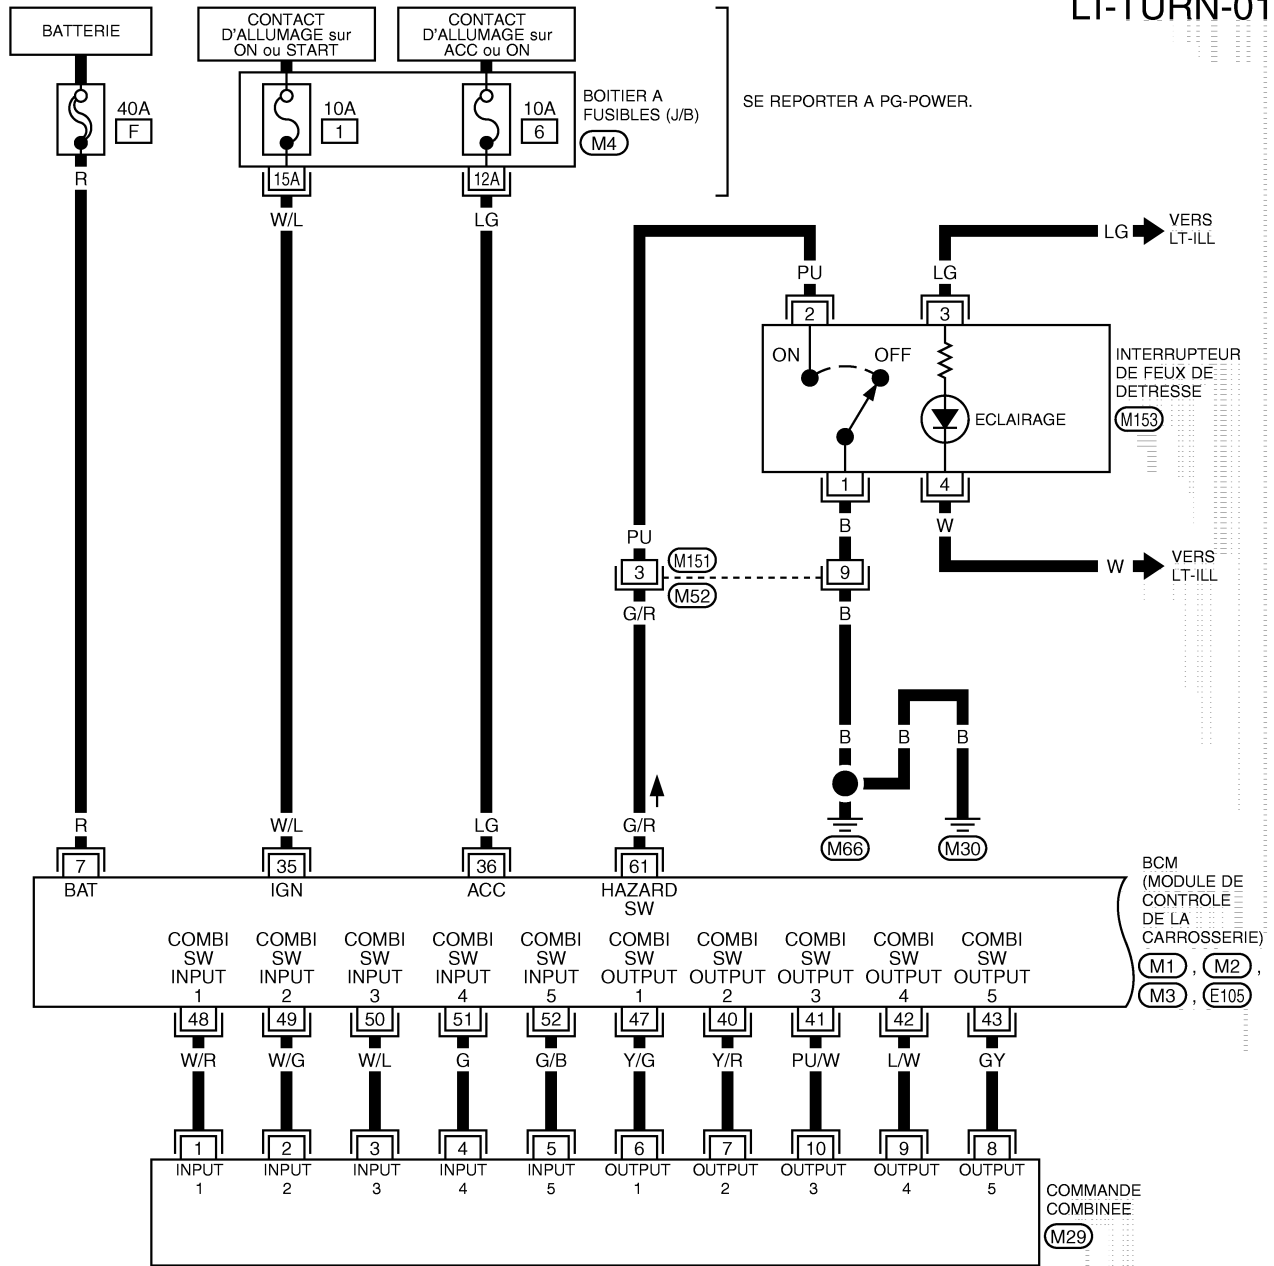 LT-TURN-01
BATTERIE
CONTACT
D'ALLUMAGE sur
ON ou START
CONTACT
D'ALLUMAGE sur
ACC ou ON
40A
F
10A
1
10A
6
BOITIER A
FUSIBLES (J/B)
M4
SE REPORTER A PG-POWER.
R
15A
12A
W/L
LG
LG
VERS
LT-ILL
PU
LG
2
3
ON
OFF
ECLAIRAGE
INTERRUPTEUR
DE FEUX DE
DETRESSE
M153
1
4
B
W
PU
3
M151
M52
9
W
VERS
LT-ILL
G/R
B
B
B
B
R
W/L
LG
G/R
M66
M30
7
35
36
61
BAT
IGN
ACC
HAZARD
SW
BCM
(MODULE DE
CONTROLE
DE LA
CARROSSERIE)
M1 , M2 ,
M3 , E105
COMBI COMBI COMBI COMBI COMBI COMBI COMBI COMBI COMBI COMBI
SW SW SW SW SW SW SW SW SW SW
INPUT INPUT INPUT INPUT INPUT OUTPUT OUTPUT OUTPUT OUTPUT OUTPUT
1 2 3 4 5 1 2 3 4 5
48 49 50 51 52 47 40 41 42 43
W/R W/G W/L G G/B Y/G Y/R PU/W L/W GY
1 2 3 4 5 6 7 10 9 8
INPUT INPUT INPUT INPUT INPUT OUTPUT OUTPUT OUTPUT OUTPUT OUTPUT
1 2 3 4 5 1 2 3 4 5
COMMANDE
COMBINEE
M29